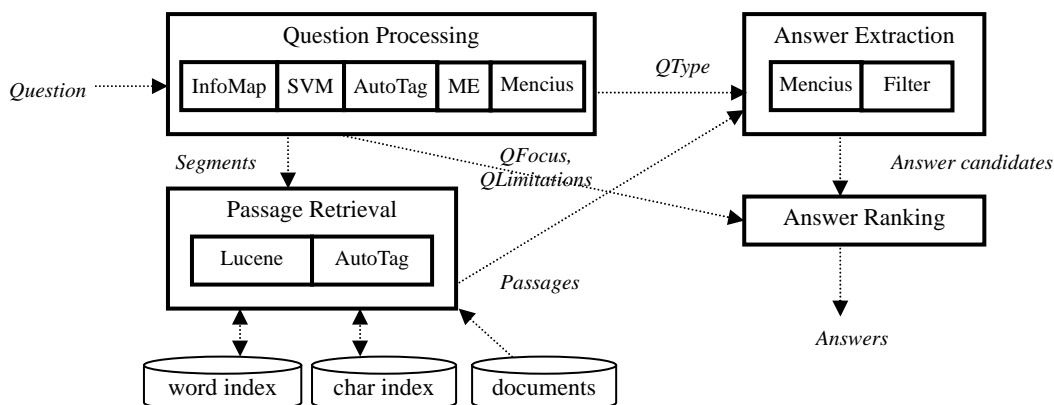 Question Processing
Answer Extraction
Question
InfoMap
SVM
AutoTag
ME
Mencius
QType
Mencius
Filter
Segments
QFocus,
QLimitations
Answer candidates
Passage Retrieval
Answer Ranking
Lucene
AutoTag
Passages
Answers
word index
char index
documents